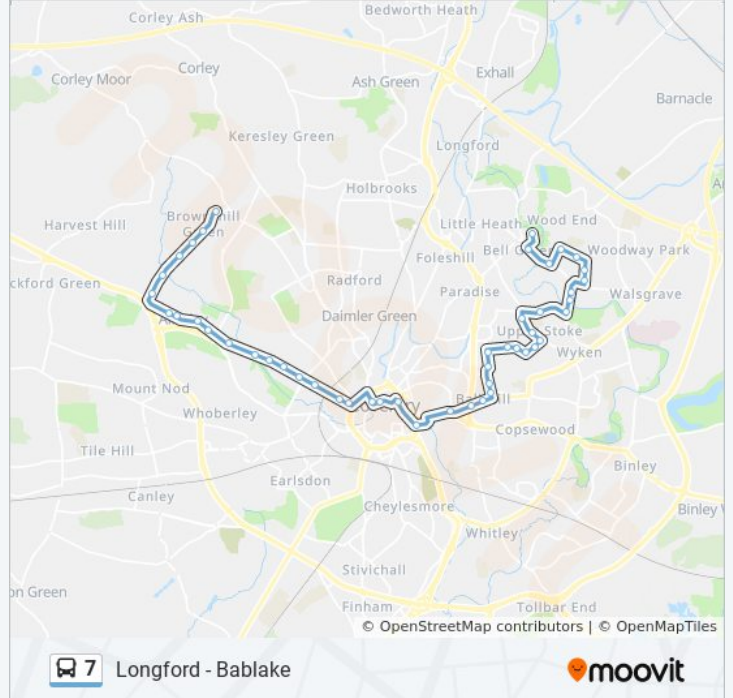 Bedworth Heath
Corley Ash
Corley
Exhall
Corley Moor
Ash Green
Barnacle
Keresley Green
Longford
Holbrooks
Brownshill
Green
Little Heath
Wood End
Harvest Hill
Bell Green
Woodway Park
Foleshill
ckford Green
Radford
Paradise
Walsgrave
Daimler Green
Upper Stoke
Wyken
Mount Nod
Ball Hill
Whoberley
Copsewood
Tile Hill
Binley
Earlsdon
Canley
Cheylesmore
Binley W
Whitley
Stivichall
on Green
Finham
Tollbar End
© OpenStreetMap contributors | © OpenMapTiles
7 Longford - Bablake
moovit